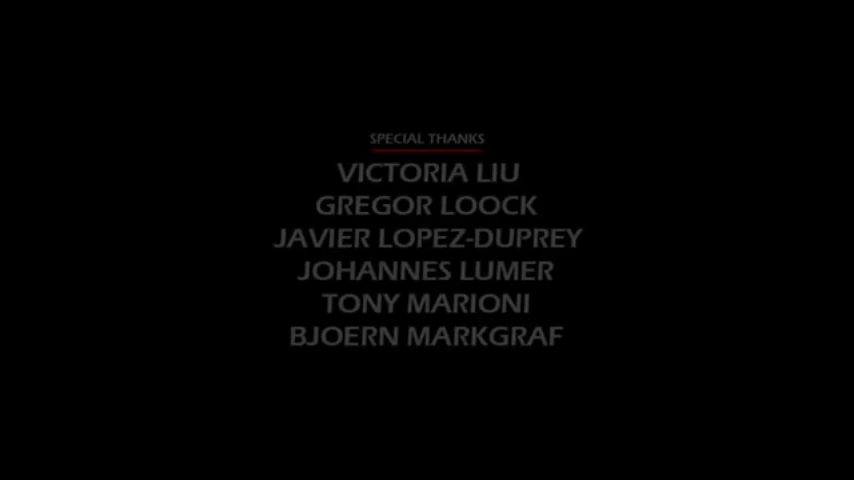 SPECIAL THANKS
VICTORIA LIU
GREGOR LOOCK
JAVIER LOPEZ-DUPREY
JOHANNES LUMER
TONY MARIONI
BJOERN MARKGRAF